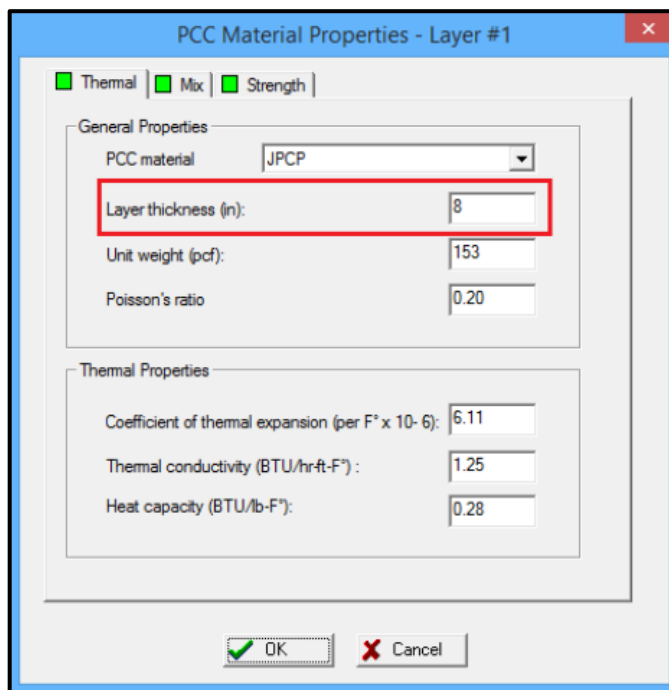 PCC Material Properties - Layer #1
Thermal Mix Strength
General Properties
PCC material JPCP
Layer thickness (in): 8
Unit weight (pcf): 153
Poisson's ratio 0.20
Thermal Properties
Coefficient of thermal expansion (per F° x 10- 6): 6.11
Thermal conductivity (BTU/hr-ft-F°) : 1.25
Heat capacity (BTU/lb-F°): 0.28
OK Cancel